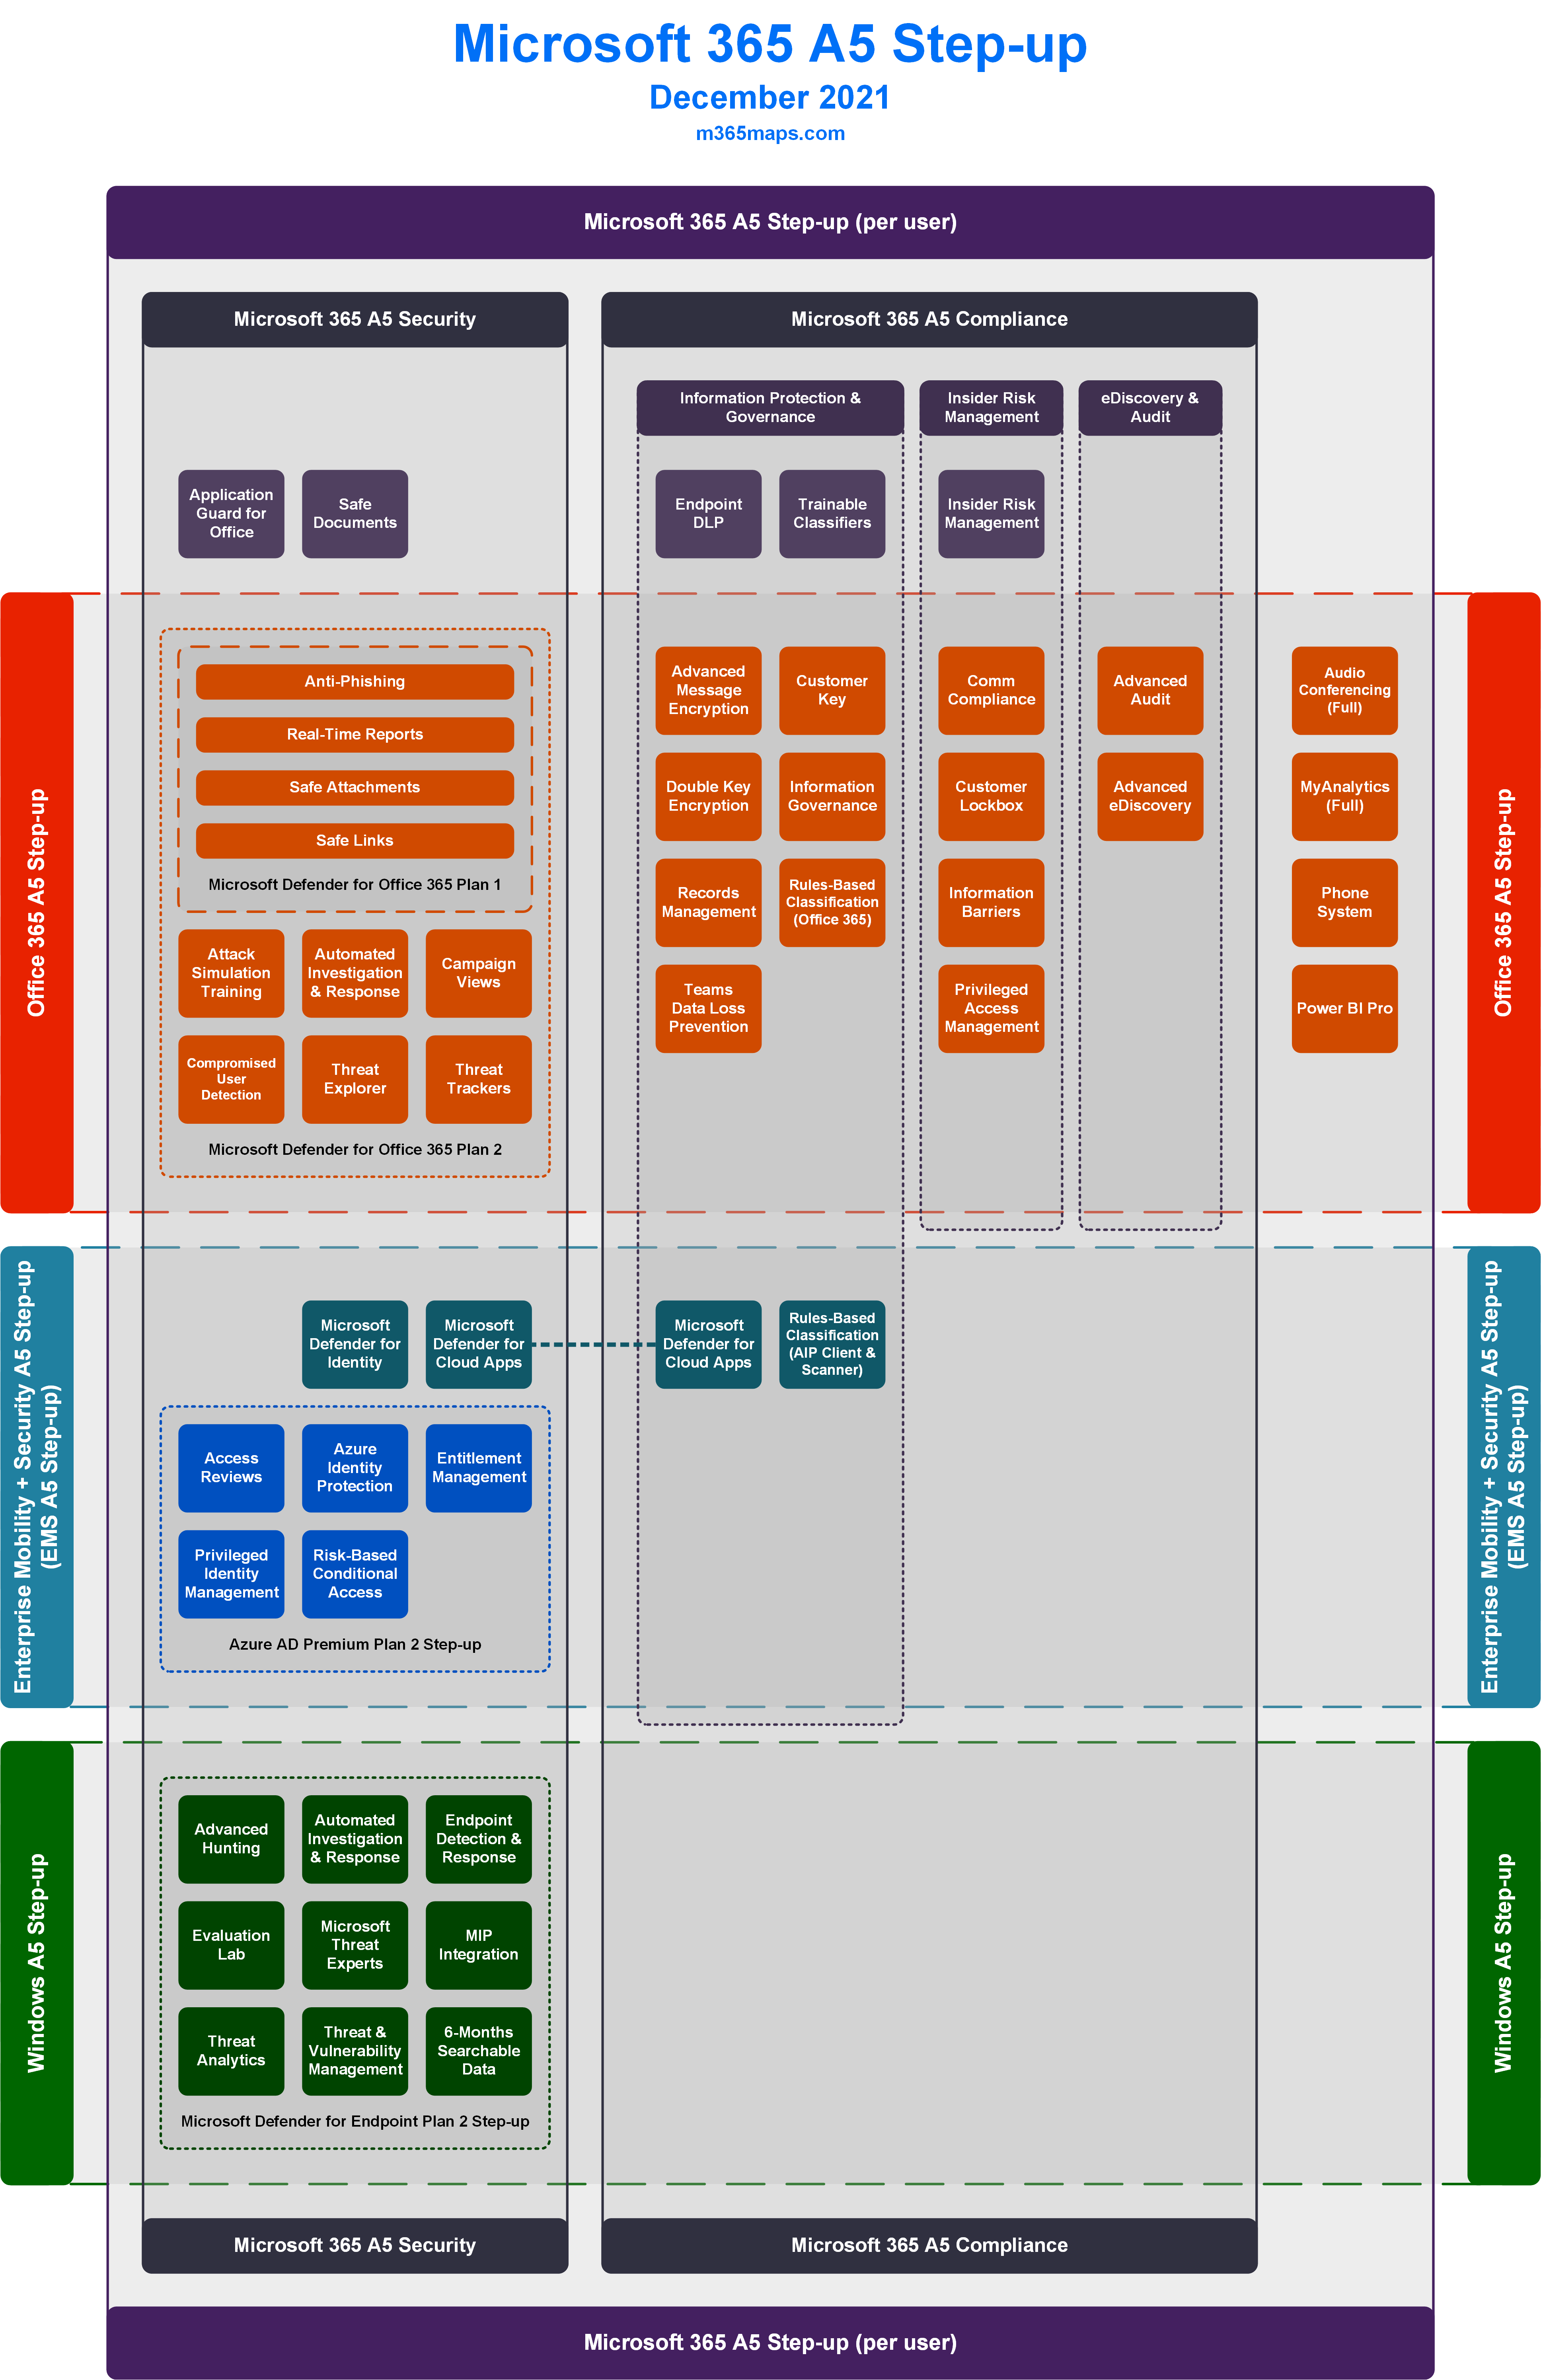 Microsoft 365 A5 Step-up
December 2021
m365maps.com
Microsoft 365 A5 Step-up (per user)
Microsoft 365 A5 Security
Microsoft 365 A5 Compliance
Information Protection &
Governance
Insider Risk
Management
eDiscovery &
Audit
Application
Guard for
Office
Safe
Documents
Endpoint
DLP
Trainable
Classifiers
Insider Risk
Management
Office 365 A5 Step-up
Anti-Phishing
Real-Time Reports
Safe Attachments
Safe Links
Microsoft Defender for Office 365 Plan 1
Attack
Simulation
Training
Automated
Investigation
& Response
Campaign
Views
Compromised
User
Detection
Threat
Explorer
Threat
Trackers
Microsoft Defender for Office 365 Plan 2
Advanced
Message
Encryption
Customer
Key
Double Key
Encryption
Information
Governance
Records
Management
Rules-Based
Classification
(Office 365)
Teams
Data Loss
Prevention
Comm
Compliance
Customer
Lockbox
Information
Barriers
Privileged
Access
Management
Advanced
Audit
Advanced
eDiscovery
Audio
Conferencing
(Full)
MyAnalytics
(Full)
Phone
System
Power BI Pro
Office 365 A5 Step-up
Enterprise Mobility + Security A5 Step-up
(EMS A5 Step-up)
Microsoft
Defender for
Identity
Microsoft
Defender for
Cloud Apps
Microsoft
Defender for
Cloud Apps
Rules-Based
Classification
(AIP Client &
Scanner)
Access
Reviews
Azure
Identity
Protection
Entitlement
Management
Privileged
Identity
Management
Risk-Based
Conditional
Access
Azure AD Premium Plan 2 Step-up
Enterprise Mobility + Security A5 Step-up
(EMS A5 Step-up)
Windows A5 Step-up
Advanced
Hunting
Automated
Investigation
& Response
Endpoint
Detection &
Response
Evaluation
Lab
Microsoft
Threat
Experts
MIP
Integration
Threat
Analytics
Threat &
Vulnerability
Management
6-Months
Searchable
Data
Microsoft Defender for Endpoint Plan 2 Step-up
Windows A5 Step-up
Microsoft 365 A5 Security
Microsoft 365 A5 Compliance
Microsoft 365 A5 Step-up (per user)